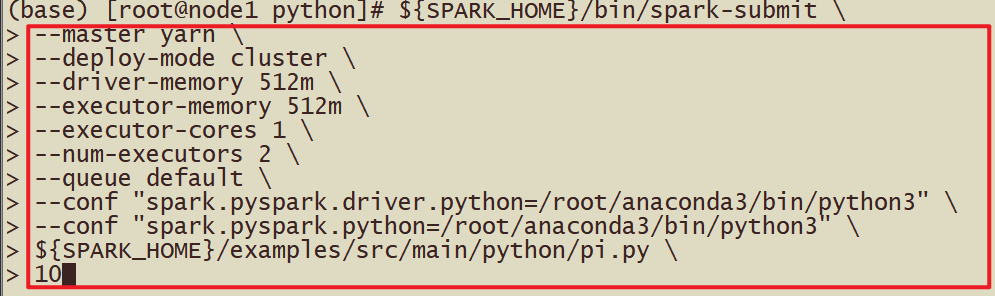 (base) [root@node1 python]# ${SPARK_HOME}/bin/spark-submit \
> --master yarn \
> --deploy-mode cluster \
> --driver-memory 512m \
> --executor-memory 512m \
> --executor-cores 1 \
> --num-executors 2 \
> --queue default \
> --conf "spark.pyspark.driver.python=/root/anaconda3/bin/python3" \
> --conf "spark.pyspark.python=/root/anaconda3/bin/python3" \
> ${SPARK_HOME}/examples/src/main/python/pi.py \
> 10